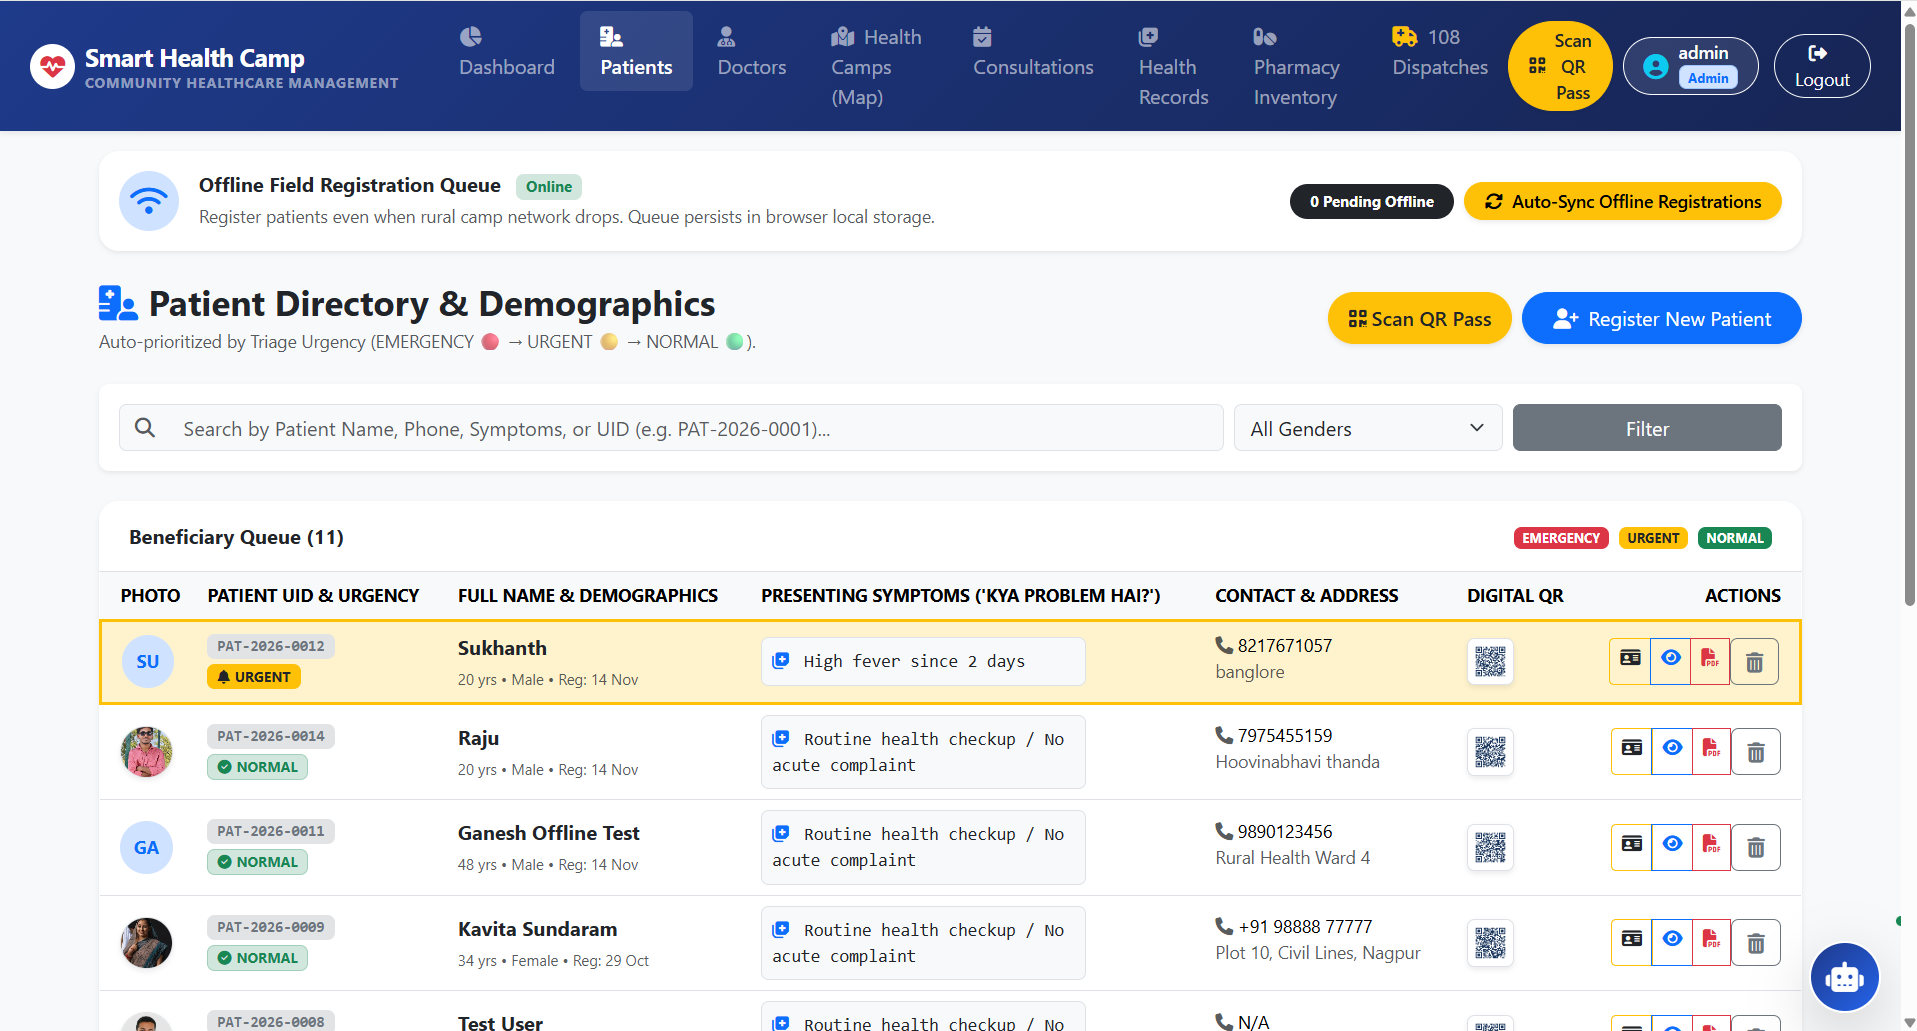 Smart Health Camp
COMMUNITY HEALTHCARE MANAGEMENT
Dashboard
Patients
Doctors
Health
Camps
(Map)
Consultations
Health
Records
Pharmacy
Inventory
108
Dispatches
Scan
QR
Pass
admin
Admin
Logout
Offline Field Registration Queue
Online
Register patients even when rural camp network drops. Queue persists in browser local storage.
0 Pending Offline
Auto-Sync Offline Registrations
Patient Directory & Demographics
Auto-prioritized by Triage Urgency (EMERGENCY 🔴 → URGENT 🟡 → NORMAL 🟢).
Scan QR Pass
Register New Patient
Search by Patient Name, Phone, Symptoms, or UID (e.g. PAT-2026-0001)...
All Genders
Filter
Beneficiary Queue (11)
EMERGENCY
URGENT
NORMAL
PHOTO
PATIENT UID & URGENCY
FULL NAME & DEMOGRAPHICS
PRESENTING SYMPTOMS ('KYA PROBLEM HAI?')
CONTACT & ADDRESS
DIGITAL QR
ACTIONS
SU
PAT-2026-0012
URGENT
Sukhanth
20 yrs • Male • Reg: 14 Nov
High fever since 2 days
8217671057
banglore
PDF
PAT-2026-0014
NORMAL
Raju
20 yrs • Male • Reg: 14 Nov
Routine health checkup / No
acute complaint
7975455159
Hoovinabhavi thanda
PDF
GA
PAT-2026-0011
NORMAL
Ganesh Offline Test
48 yrs • Male • Reg: 14 Nov
Routine health checkup / No
acute complaint
9890123456
Rural Health Ward 4
PDF
PAT-2026-0009
NORMAL
Kavita Sundaram
34 yrs • Female • Reg: 29 Oct
Routine health checkup / No
acute complaint
+91 98888 77777
Plot 10, Civil Lines, Nagpur
PDF
PAT-2026-0008
Test User
Routine health checkup / No
N/A